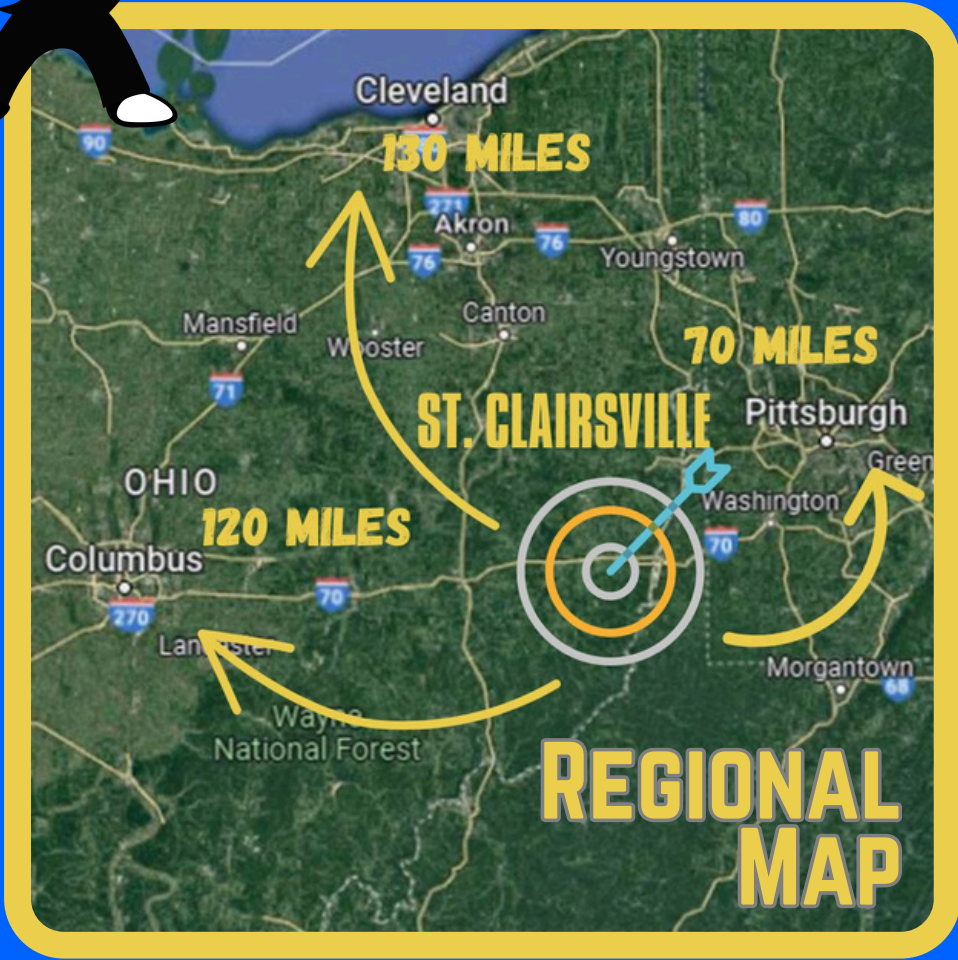 Cleveland
90
130 MILES
271
Akron
80
76
76
Youngstown
Mansfield
Canton
Wooster
70 MILES
71
ST. CLAIRSVILLE
Pittsburgh
Green
OHIO
Washington
120 MILES
70
Columbus
70
270
Lancaster
Morgantown
68
Wayne
National Forest
REGIONAL
MAP